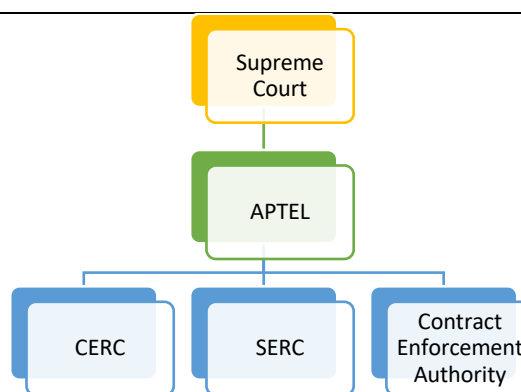 Supreme
Court
APTEL
CERC
SERC
Contract
Enforcement
Authority